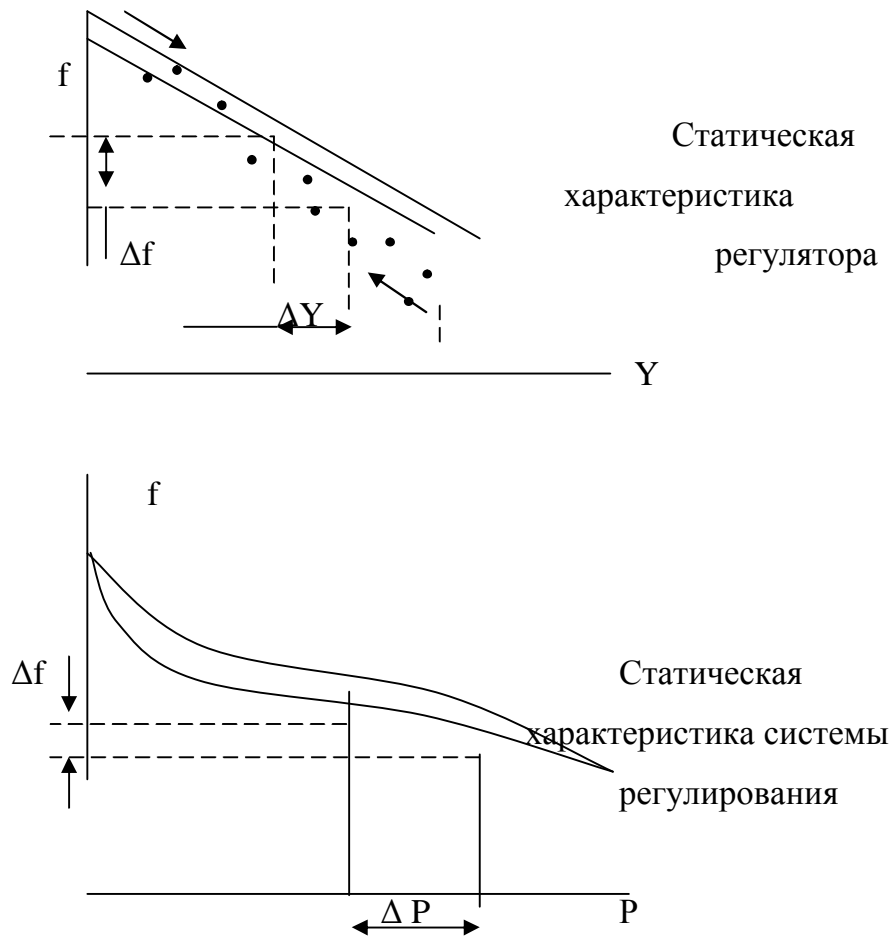 f
Статическая
характеристика
регулятора
Δf
ΔY
Y
f
Δf
Статическая
характеристика системы
регулирования
Δ P
P